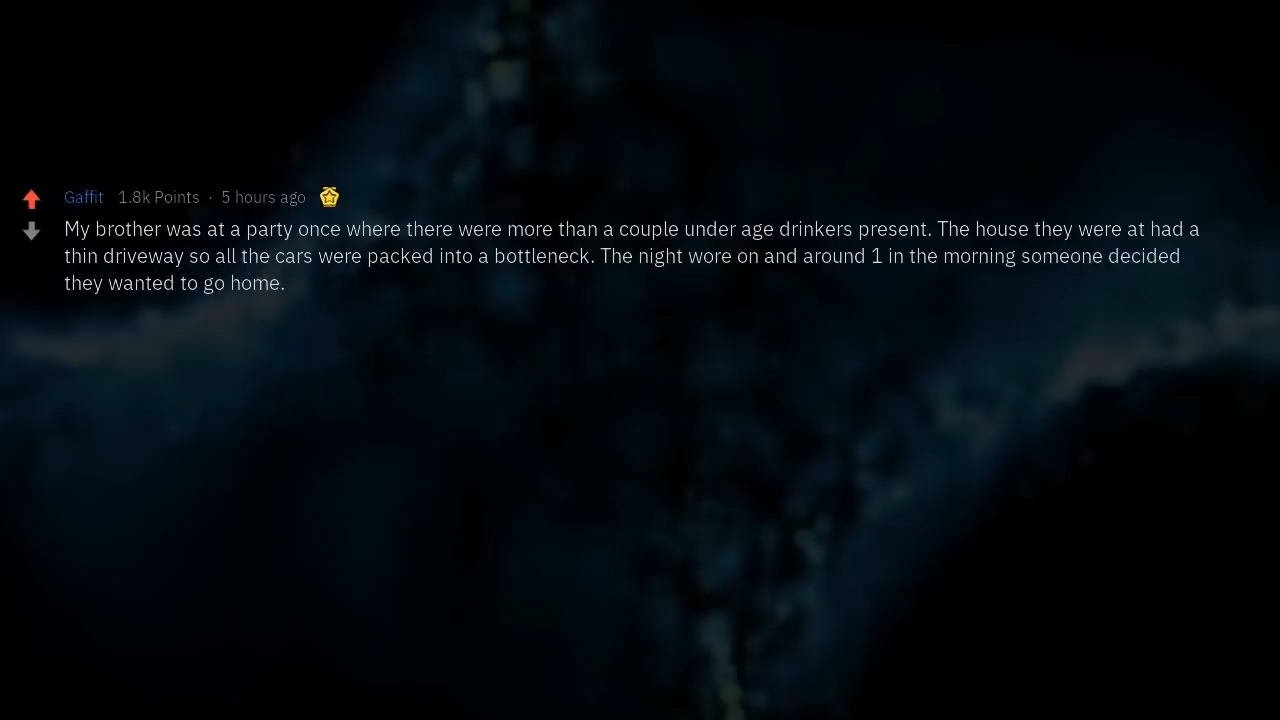 Gaffit 1.8k Points · 5 hours ago
My brother was at a party once where there were more than a couple under age drinkers present. The house they were at had a
thin driveway so all the cars were packed into a bottleneck. The night wore on and around 1 in the morning someone decided
they wanted to go home.